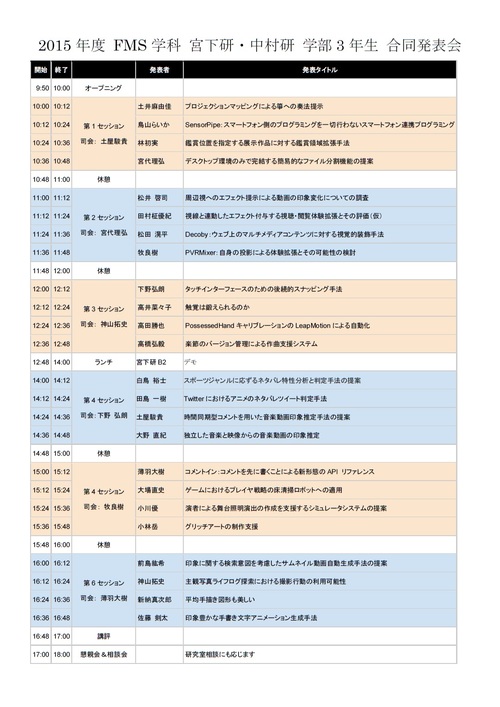 2015 年度 FMS 学科 宮下研・中村研 学部 3 年生 合同発表会
開始 終了 発表者 発表タイトル
9:50 10:00 オープニング
10:00 10:12 土井麻由佳 プロジェクションマッピングによる箏への奏法提示
10:12 10:24 第 1 セッション 鳥山らいか SensorPipe: スマートフォン側のプログラミングを一切行わないスマートフォン連携プログラミング
10:24 10:36 司会: 土屋駿貴 林初実 鑑賞位置を指定する展示作品に対する鑑賞領域拡張手法
10:36 10:48 宮代理弘 デスクトップ環境のみで完結する簡易的なファイル分割機能の提案
10:48 11:00 休憩
11:00 11:12 松井 啓司 周辺視へのエフェクト提示による動画の印象変化についての調査
11:12 11:24 第 2 セッション 田村柾優紀 視線と連動したエフェクト付与する視聴・閲覧体験拡張とその評価（仮）
11:24 11:36 司会: 宮代理弘 松田 滉平 Decoby：ウェブ上のマルチメディアコンテンツに対する視覚的装飾手法
11:36 11:48 牧良樹 PVRMixer: 自身の投影による体験拡張とその可能性の検討
11:48 12:00 休憩
12:00 12:12 下野弘朗 タッチインターフェースのための後続的スナッピング手法
12:12 12:24 第 3 セッション 高井菜々子 触覚は鍛えられるのか
12:24 12:36 司会: 神山拓史 高田勝也 PossessedHand キャリブレーションの LeapMotion による自動化
12:36 12:48 高橋弘毅 楽節のバージョン管理による作曲支援システム
12:48 14:00 ランチ 宮下研 B2 デモ
14:00 14:12 白鳥 裕士 スポーツジャンルに応ずるネタバレ特性分析と判定手法の提案
14:12 14:24 第 4 セッション 田島 一樹 Twitter におけるアニメのネタバレツイート判定手法
14:24 14:36 司会: 下野 弘朗 土屋駿貴 時間同期型コメントを用いた音楽動画印象推定手法の提案
14:36 14:48 大野 直紀 独立した音楽と映像からの音楽動画の印象推定
14:48 15:00 休憩
15:00 15:12 薄羽大樹 コメントイン：コメントを先に書くことによる新形態の API リファレンス
15:12 15:24 第 4 セッション 大場直史 ゲームにおけるプレイヤ戦略の床清掃ロボットへの適用
15:24 15:36 司会: 牧良樹 小川優 演者による舞台照明演出の作成を支援するシミュレータシステムの提案
15:36 15:48 小林岳 グリッチアートの制作支援
15:48 16:00 休憩
16:00 16:12 前島紘希 印象に関する検索意図を考慮したサムネイル動画自動生成手法の提案
16:12 16:24 第 6 セッション 神山拓史 主観写真ライフログ探索における撮影行動の利用可能性
16:24 16:36 司会: 薄羽大樹 新納真次郎 平均手描き図形も美しい
16:36 16:48 佐藤 剣太 印象豊かな手書き文字アニメーション生成手法
16:48 17:00 講評
17:00 18:00 懇親会＆相談会 研究室相談にも応じます